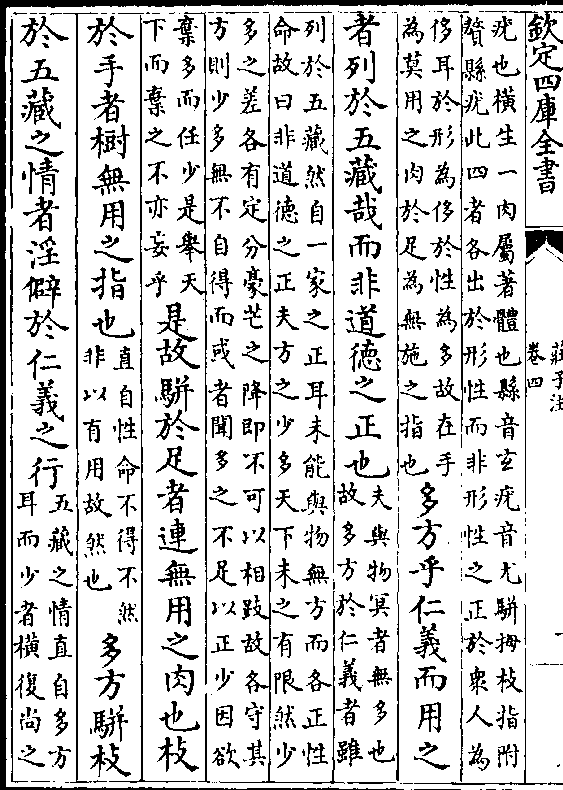 欽定四庫全書
莊子注
卷四
一
疣也橫生一肉屬著體也縣音玄疣音尤駢拇枝指附
贅縣疣此四者各出於形性而非形性之正於衆人為
侈耳於形為侈於性為多故在手
為莫用之肉於足為無施之指也
多方乎仁義而用之
者列於五藏哉而非道德之正也
夫與物冥者無多也
故多方於仁義者雖
列於五藏然自一家之正耳未能與物無方而各正性
命故曰非道德之正夫方之少多天下未之有限然少
多之差各有定分豪芒之降即不可以相跂故各守其
方則少多無不自得而或者聞多之不足以正少因欲
棄多而任少是舉天
下而棄之不亦妄乎
是故駢於足者連無用之肉也枝
於手者樹無用之指也
直自性命不得不然
非以有用故然也
多方駢枝
於五藏之情者淫僻於仁義之行
五藏之情直自多方
耳而少者橫復尚之